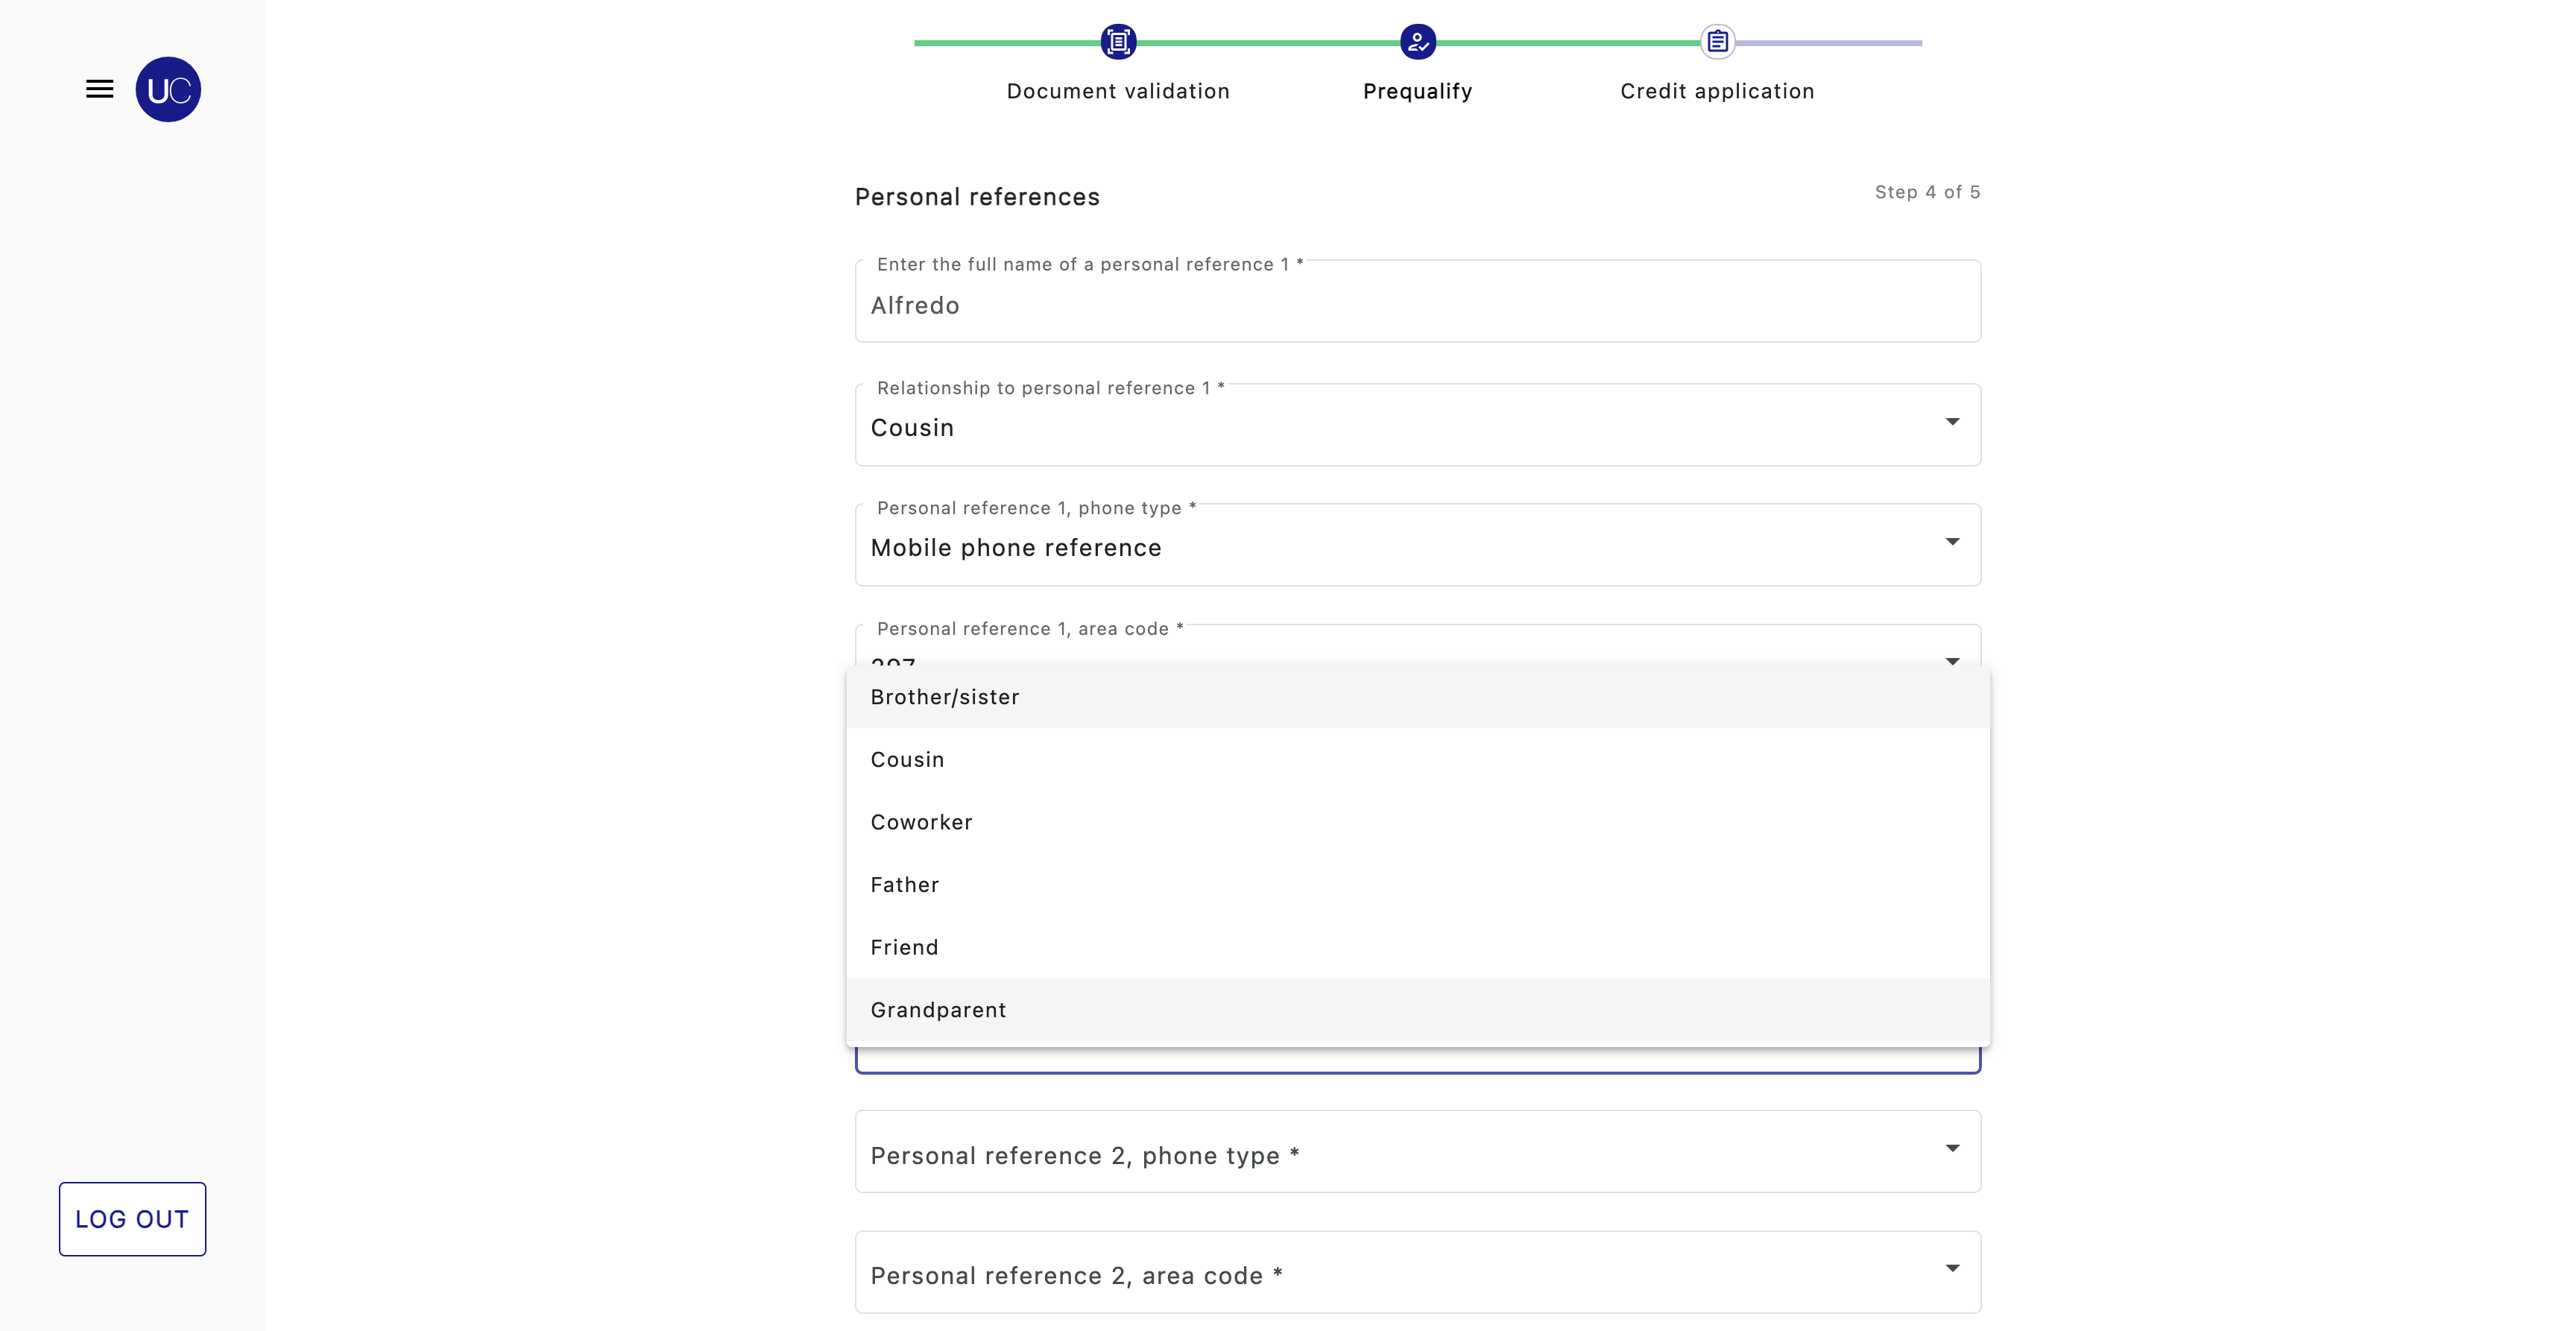 UC
Document validation
Prequalify
Credit application
Personal references
Step 4 of 5
Enter the full name of a personal reference 1 *
Alfredo
Relationship to personal reference 1 *
Cousin
Personal reference 1, phone type *
Mobile phone reference
Personal reference 1, area code *
Brother/sister
Cousin
Coworker
Father
Friend
Grandparent
Personal reference 2, phone type *
Personal reference 2, area code *
LOG OUT